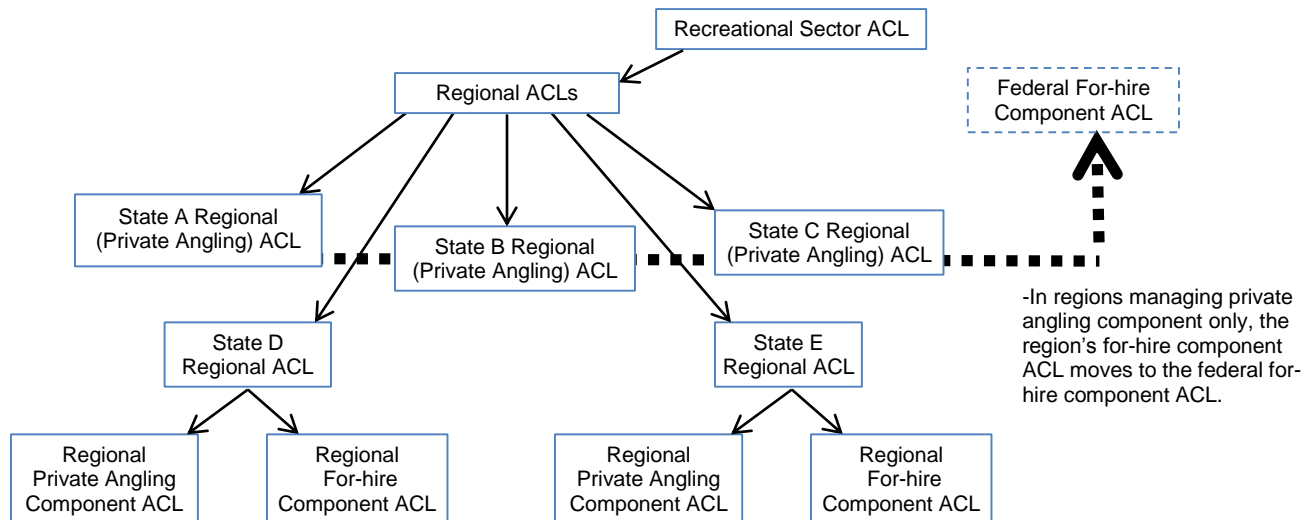 Recreational Sector ACL
Regional ACLs
Federal For-hire
Component ACL
State A Regional
(Private Angling) ACL
State B Regional
(Private Angling) ACL
State C Regional
(Private Angling) ACL
-In regions managing private
angling component only, the
region’s for-hire component
ACL moves to the federal for-
hire component ACL.
State D
Regional ACL
State E
Regional ACL
Regional
Private Angling
Component ACL
Regional
For-hire
Component ACL
Regional
Private Angling
Component ACL
Regional
For-hire
Component ACL